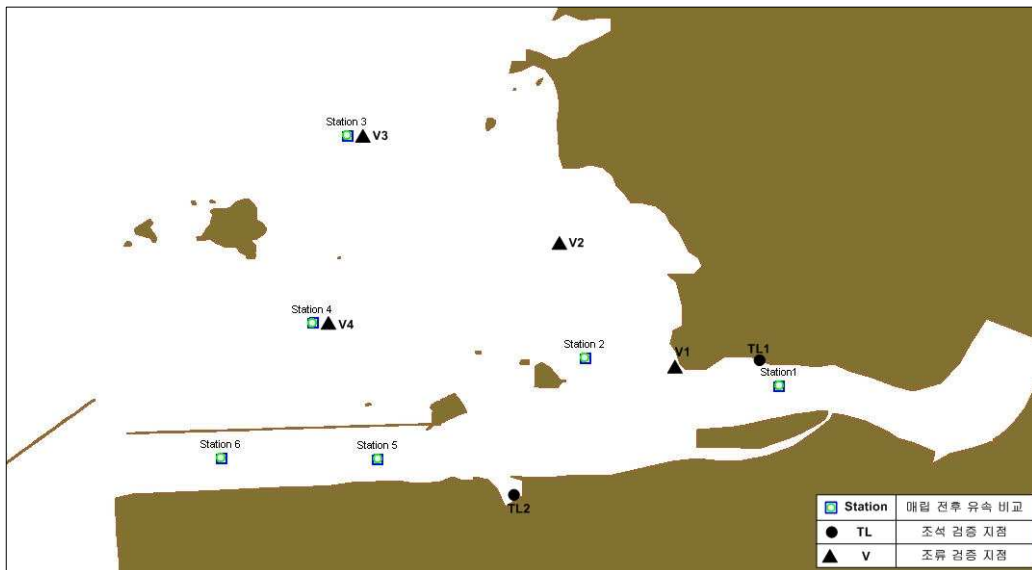 Station 3
V3
V2
Station 4
V4
Station 2
V1
TL1
Station1
Station 6
Station 5
TL2
Station 매립 전후 유속 비교
TL 조석 검증 지점
V 조류 검증 지점